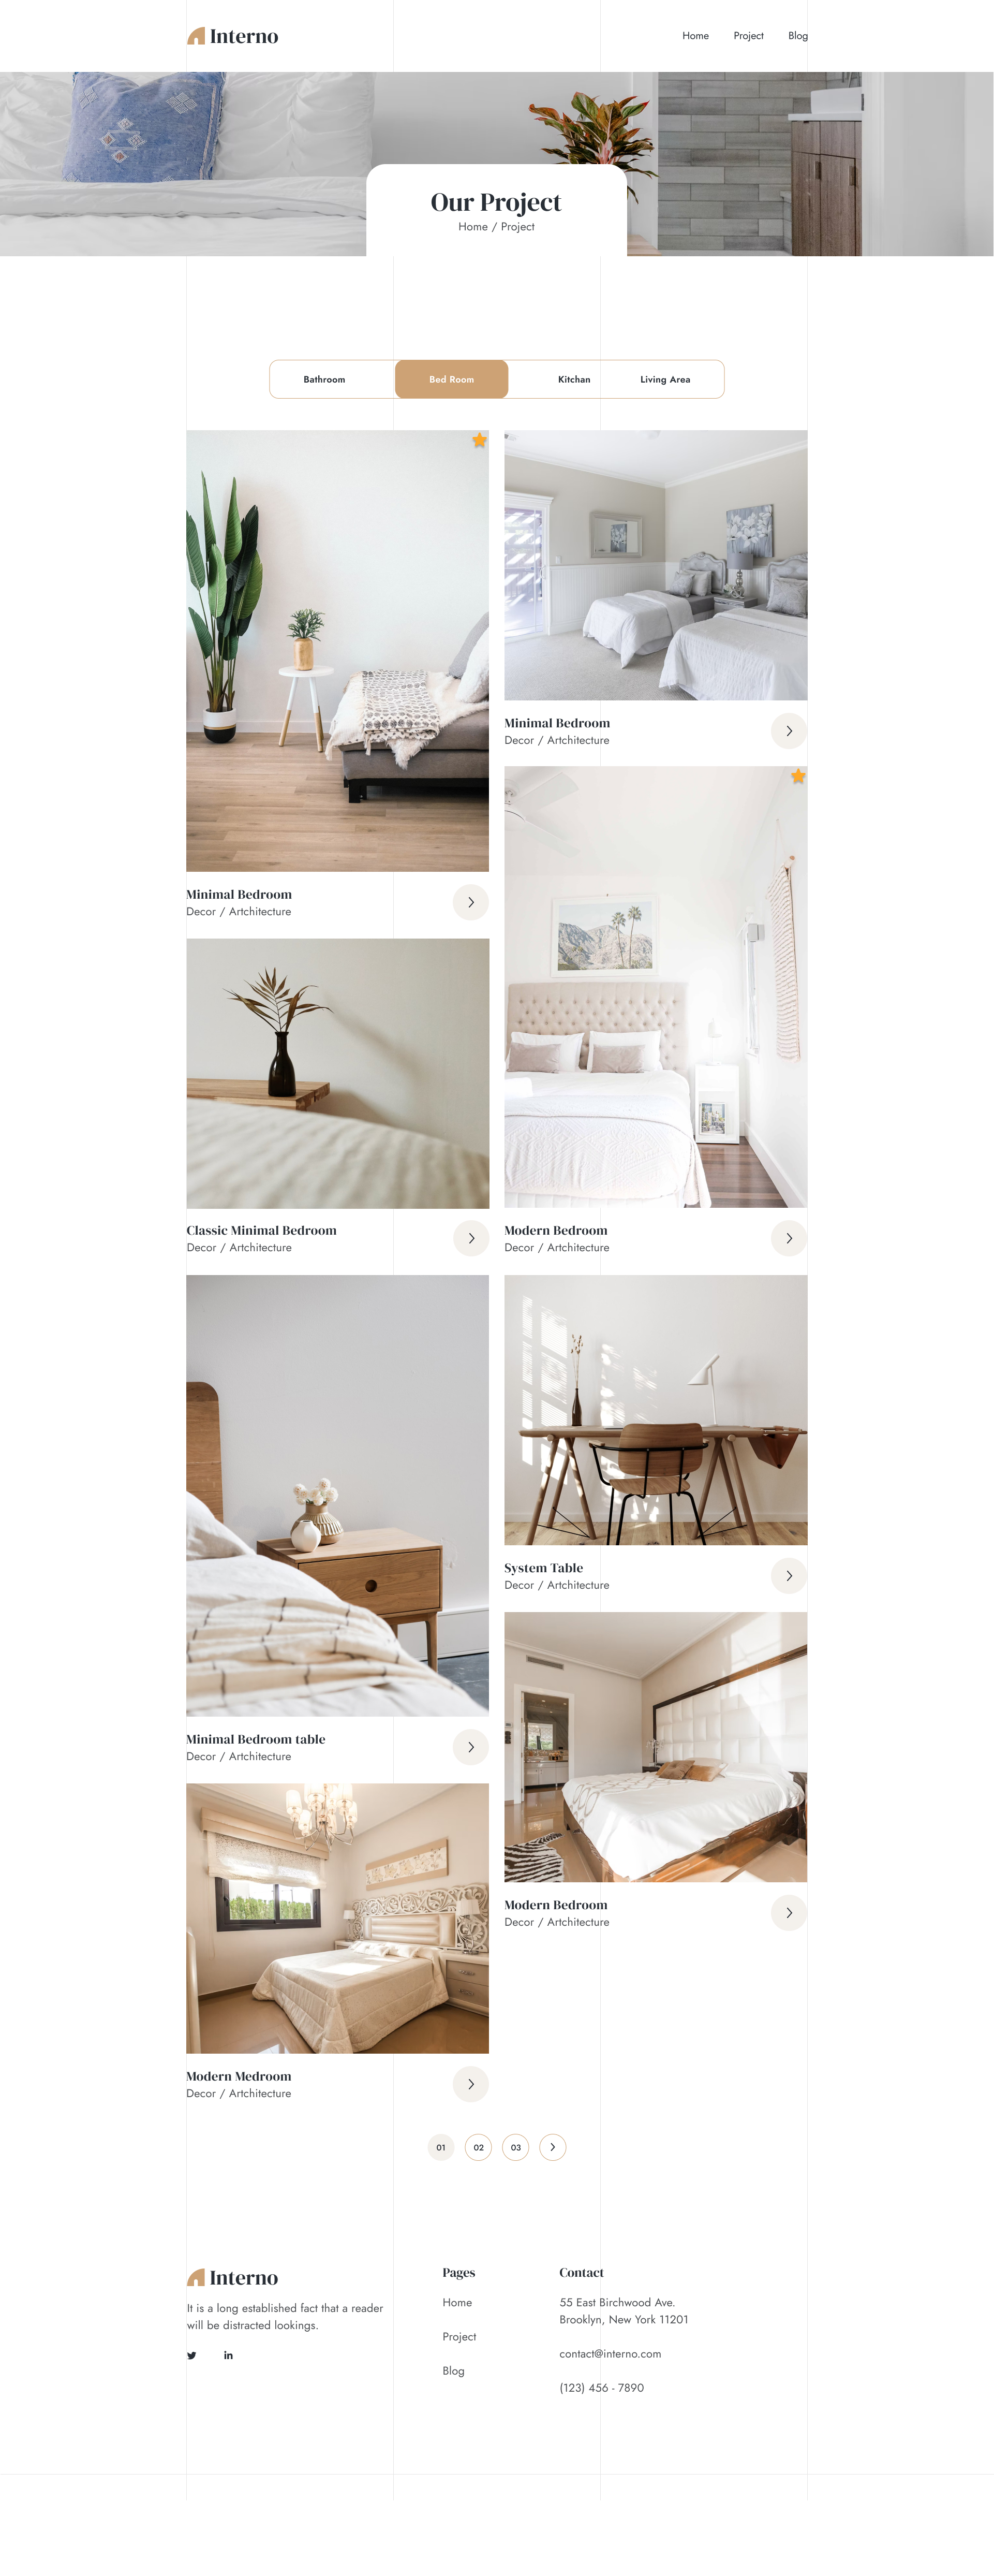 Interno
Home Project Blog
Our Project
Home / Project
Bathroom Bed Room Kitchan Living Area
Minimal Bedroom
Decor / Artchitecture
Minimal Bedroom
Decor / Artchitecture
Classic Minimal Bedroom
Decor / Artchitecture
Modern Bedroom
Decor / Artchitecture
Minimal Bedroom table
Decor / Artchitecture
System Table
Decor / Artchitecture
Modern Medroom
Decor / Artchitecture
Modern Bedroom
Decor / Artchitecture
01 02 03
Interno
It is a long established fact that a reader
will be distracted lookings.
Pages
Home
Project
Blog
Contact
55 East Birchwood Ave.
Brooklyn, New York 11201
contact@interno.com
(123) 456 - 7890